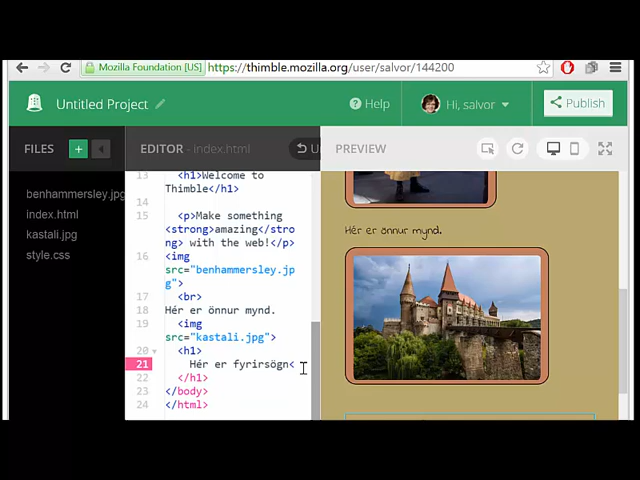 Mozilla Foundation [US] https://thimble.mozilla.org/user/salvor/144200
Untitled Project Help Hi, salvor Publish
FILES EDITOR - index.html PREVIEW
benhammersley.jpg
index.html
kastali.jpg
style.css
13 <h1>Welcome to
Thimble</h1>
14
15 <p>Make something
<strong>amazing</stro
ng> with the web!</p>
16 <img
src="benhammersley.jp
g">
17 <br>
18 Hér er önnur mynd.
19 <img
src="kastali.jpg">
20 <h1>
21 Hér er fyrirsögn<
22 </h1>
23 </body>
24 </html>
Hér er önnur mynd.